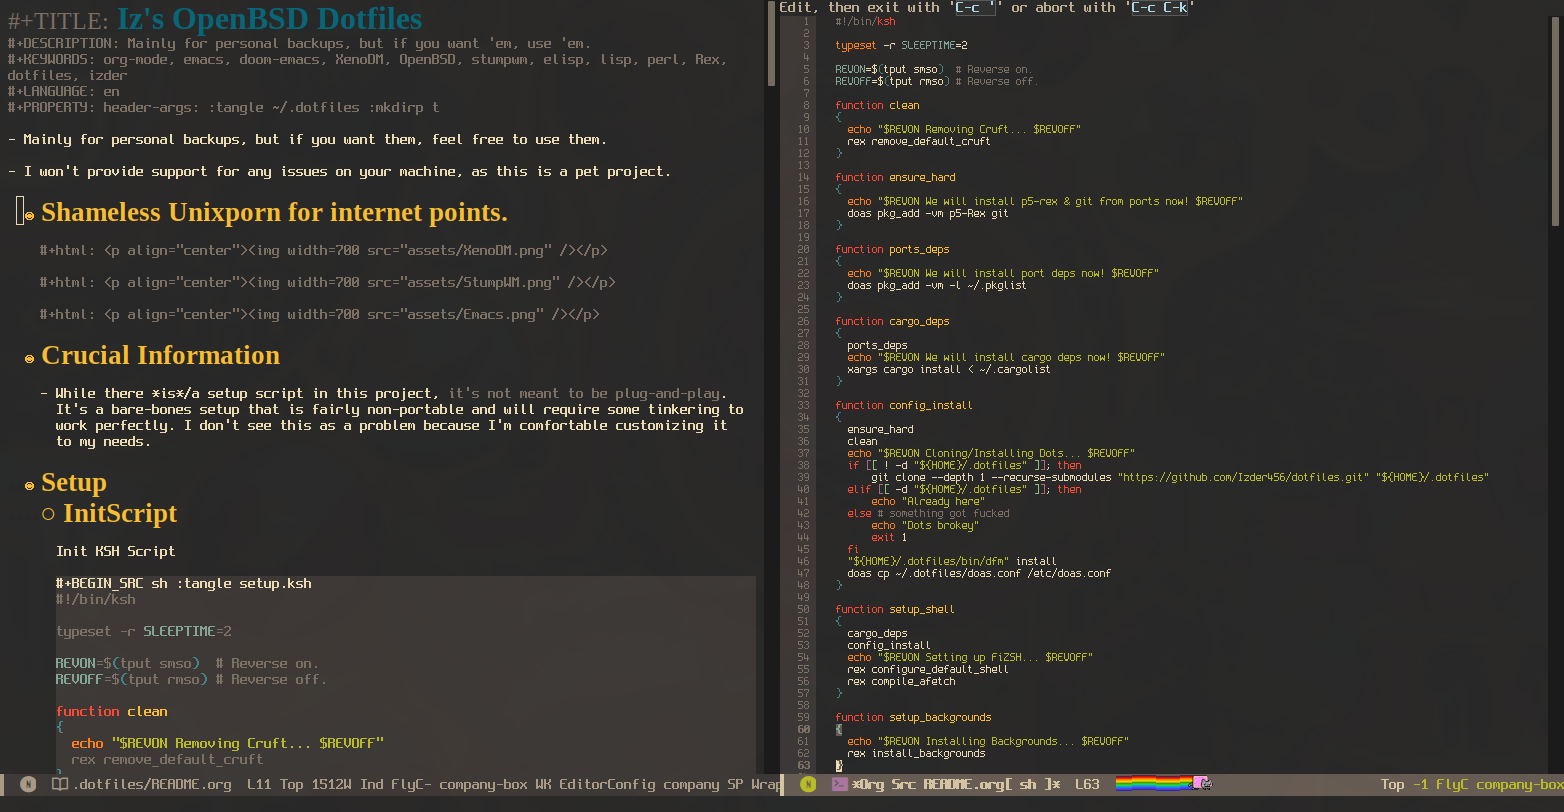 #+TITLE: Iz's OpenBSD Dotfiles
#+DESCRIPTION: Mainly for personal backups, but if you want 'em, use 'em.
#+KEYWORDS: org-mode, emacs, doom-emacs, XenoDM, OpenBSD, stumpwm, elisp, lisp, perl, Rex,
dotfiles, izder
#+LANGUAGE: en
#+PROPERTY: header-args: :tangle ~/.dotfiles :mkdirp t
- Mainly for personal backups, but if you want them, feel free to use them.
- I won't provide support for any issues on your machine, as this is a pet project.
Shameless Unixporn for internet points.
#+html: <p align="center"><img width=700 src="assets/XenoDM.png" /></p>
#+html: <p align="center"><img width=700 src="assets/StumpWM.png" /></p>
#+html: <p align="center"><img width=700 src="assets/Emacs.png" /></p>
Crucial Information
- While there *is*/a setup script in this project, it's not meant to be plug-and-play.
It's a bare-bones setup that is fairly non-portable and will require some tinkering to
work perfectly. I don't see this as a problem because I'm comfortable customizing it
to my needs.
Setup
InitScript
Init KSH Script
#+BEGIN_SRC sh :tangle setup.ksh
#!/bin/ksh
typeset -r SLEEPTIME=2
REVON=$(tput smso)  # Reverse on.
REVOFF=$(tput rmso) # Reverse off.
function clean
{
echo "$REVON Removing Cruft... $REVOFF"
rex remove_default_cruft
}
N .dotfiles/README.org  L11 Top 1512W Ind FlyC- company-box WK EditorConfig company SP Wrap
Edit, then exit with 'C-c '' or abort with 'C-c C-k'
1 #!/bin/ksh
2
3 typeset -r SLEEPTIME=2
4
5 REVON=$(tput smso)  # Reverse on.
6 REVOFF=$(tput rmso) # Reverse off.
7
8 function clean
9 {
10 echo "$REVON Removing Cruft... $REVOFF"
11 rex remove_default_cruft
12 }
13
14 function ensure_hard
15 {
16 echo "$REVON We will install p5-rex & git from ports now! $REVOFF"
17 doas pkg_add -vm p5-Rex git
18 }
19
20 function ports_deps
21 {
22 echo "$REVON We will install port deps now! $REVOFF"
23 doas pkg_add -vm -l ~/.pkglist
24 }
25
26 function cargo_deps
27 {
28 ports_deps
29 echo "$REVON We will install cargo deps now! $REVOFF"
30 xargs cargo install < ~/.cargolist
31 }
32
33 function config_install
34 {
35 ensure_hard
36 clean
37 echo "$REVON Cloning/Installing Dots... $REVOFF"
38 if [[ ! -d "${HOME}/.dotfiles" ]]; then
39 git clone --depth 1 --recurse-submodules "https://github.com/Izder456/dotfiles.git" "${HOME}/.dotfiles"
40 elif [[ -d "${HOME}/.dotfiles" ]]; then
41 echo "Already here"
42 else # something got fucked
43 echo "Dots brokey"
44 exit 1
45 fi
46 "${HOME}/.dotfiles/bin/dfm" install
47 doas cp ~/.dotfiles/doas.conf /etc/doas.conf
48 }
49
50 function setup_shell
51 {
52 cargo_deps
53 config_install
54 echo "$REVON Setting up FiZSH... $REVOFF"
55 rex configure_default_shell
56 rex compile_afetch
57 }
58
59 function setup_backgrounds
60 {
61 echo "$REVON Installing Backgrounds... $REVOFF"
62 rex install_backgrounds
63 }
N *Org Src README.org[ sh ]*  L63 Top -1 FlyC company-box